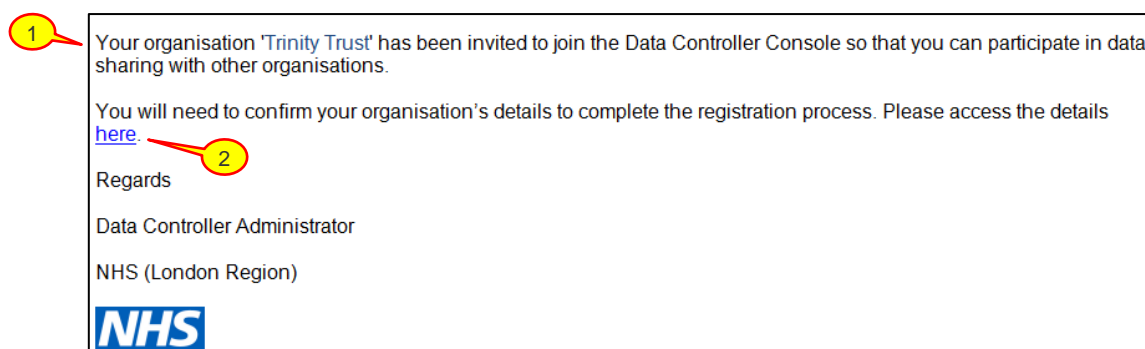 1
Your organisation 'Trinity Trust' has been invited to join the Data Controller Console so that you can participate in data
sharing with other organisations.
You will need to confirm your organisation’s details to complete the registration process. Please access the details
here.
2
Regards
Data Controller Administrator
NHS (London Region)
NHS